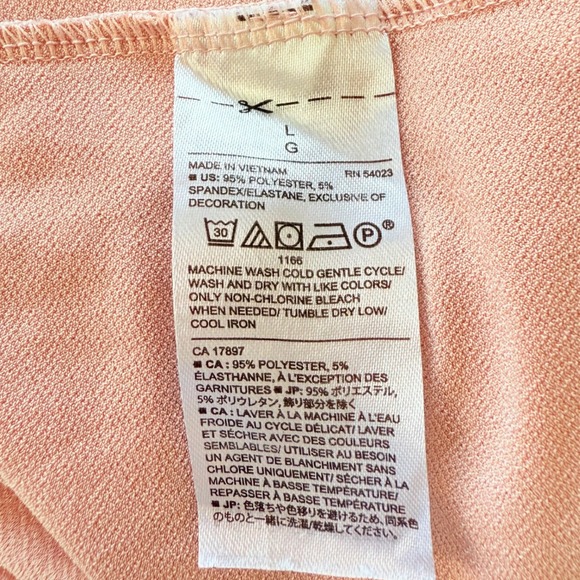 L
G
MADE IN VIETNAM RN 54023
■ US: 95% POLYESTER, 5%
SPANDEX/ELASTANE, EXCLUSIVE OF
DECORATION
30 P ®
1166
MACHINE WASH COLD GENTLE CYCLE/
WASH AND DRY WITH LIKE COLORS/
ONLY NON-CHLORINE BLEACH
WHEN NEEDED/ TUMBLE DRY LOW/
COOL IRON
CA 17897
■ CA : 95% POLYESTER, 5%
ÉLASTHANNE, À L'EXCEPTION DES
GARNITURES ■ JP: 95% ポリエステル,
5% ポリウレタン, 飾り部分を除く
■ CA : LAVER À LA MACHINE À L'EAU
FROIDE AU CYCLE DÉLICAT/ LAVER
ET SÉCHER AVEC DES COULEURS
SEMBLABLES/ UTILISER AU BESOIN
UN AGENT DE BLANCHIMENT SANS
CHLORE UNIQUEMENT/ SÉCHER À LA
MACHINE À BASSE TEMPÉRATURE/
REPASSER À BASSE TEMPÉRATURE/
■ JP: 色落ちや色移りを避けるため、同系色
のものと一緒に洗濯/乾燥してください。